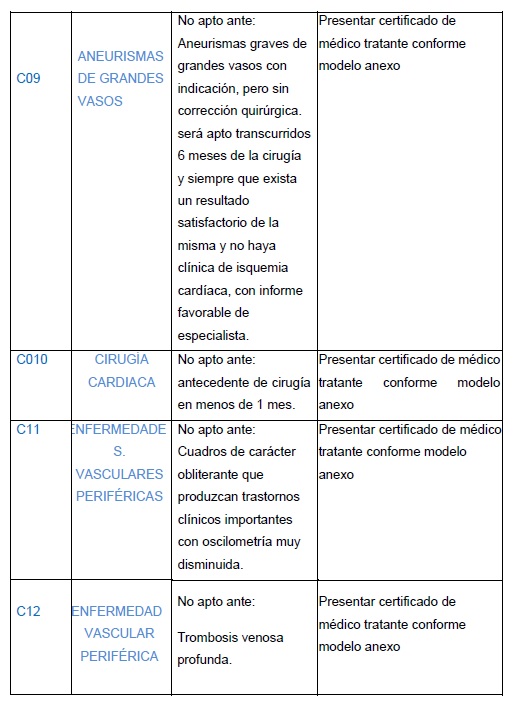 C09
ANEURISMAS
DE GRANDES
VASOS
No apto ante:
Aneurismas graves de
grandes vasos con
indicación, pero sin
corrección quirúrgica.
será apto transcurridos
6 meses de la cirugía
y siempre que exista
un resultado
satisfactorio de la
misma y no haya
clínica de isquemia
cardíaca, con informe
favorable de
especialista.
Presentar certificado de
médico tratante conforme
modelo anexo
C010
CIRUGÍA
CARDIACA
No apto ante:
antecedente de cirugía
en menos de 1 mes.
Presentar certificado de médico
tratante conforme modelo
anexo
C11
ENFERMEDADE
S.
VASCULARES
PERIFÉRICAS
No apto ante:
Cuadros de carácter
obliterante que
produzcan trastornos
clínicos importantes
con oscilometría muy
disminuida.
Presentar certificado de médico
tratante conforme modelo
anexo
C12
ENFERMEDAD
VASCULAR
PERIFÉRICA
No apto ante:
Trombosis venosa
profunda.
Presentar certificado de
médico tratante conforme
modelo anexo